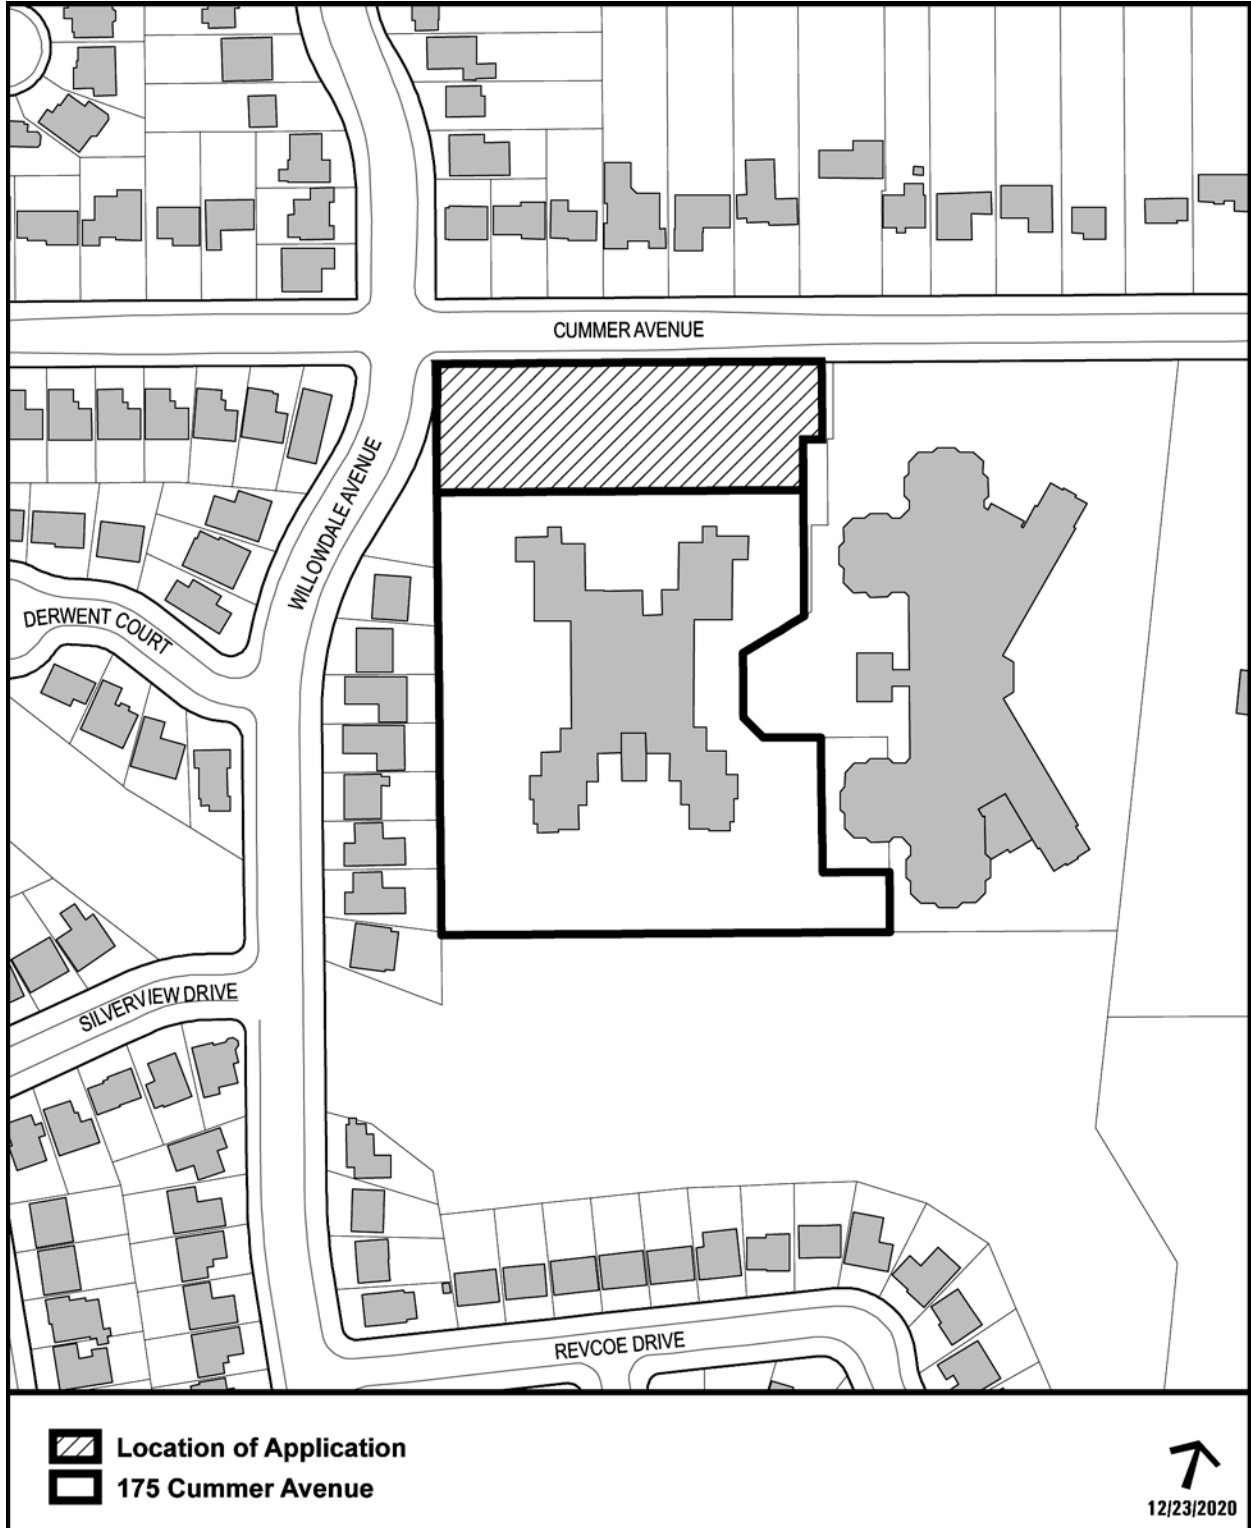 CUMMER AVENUE
WILLOWDALE AVENUE
DERWENT COURT
SILVERVIEW DRIVE
REVCOE DRIVE
Location of Application
175 Cummer Avenue
12/23/2020